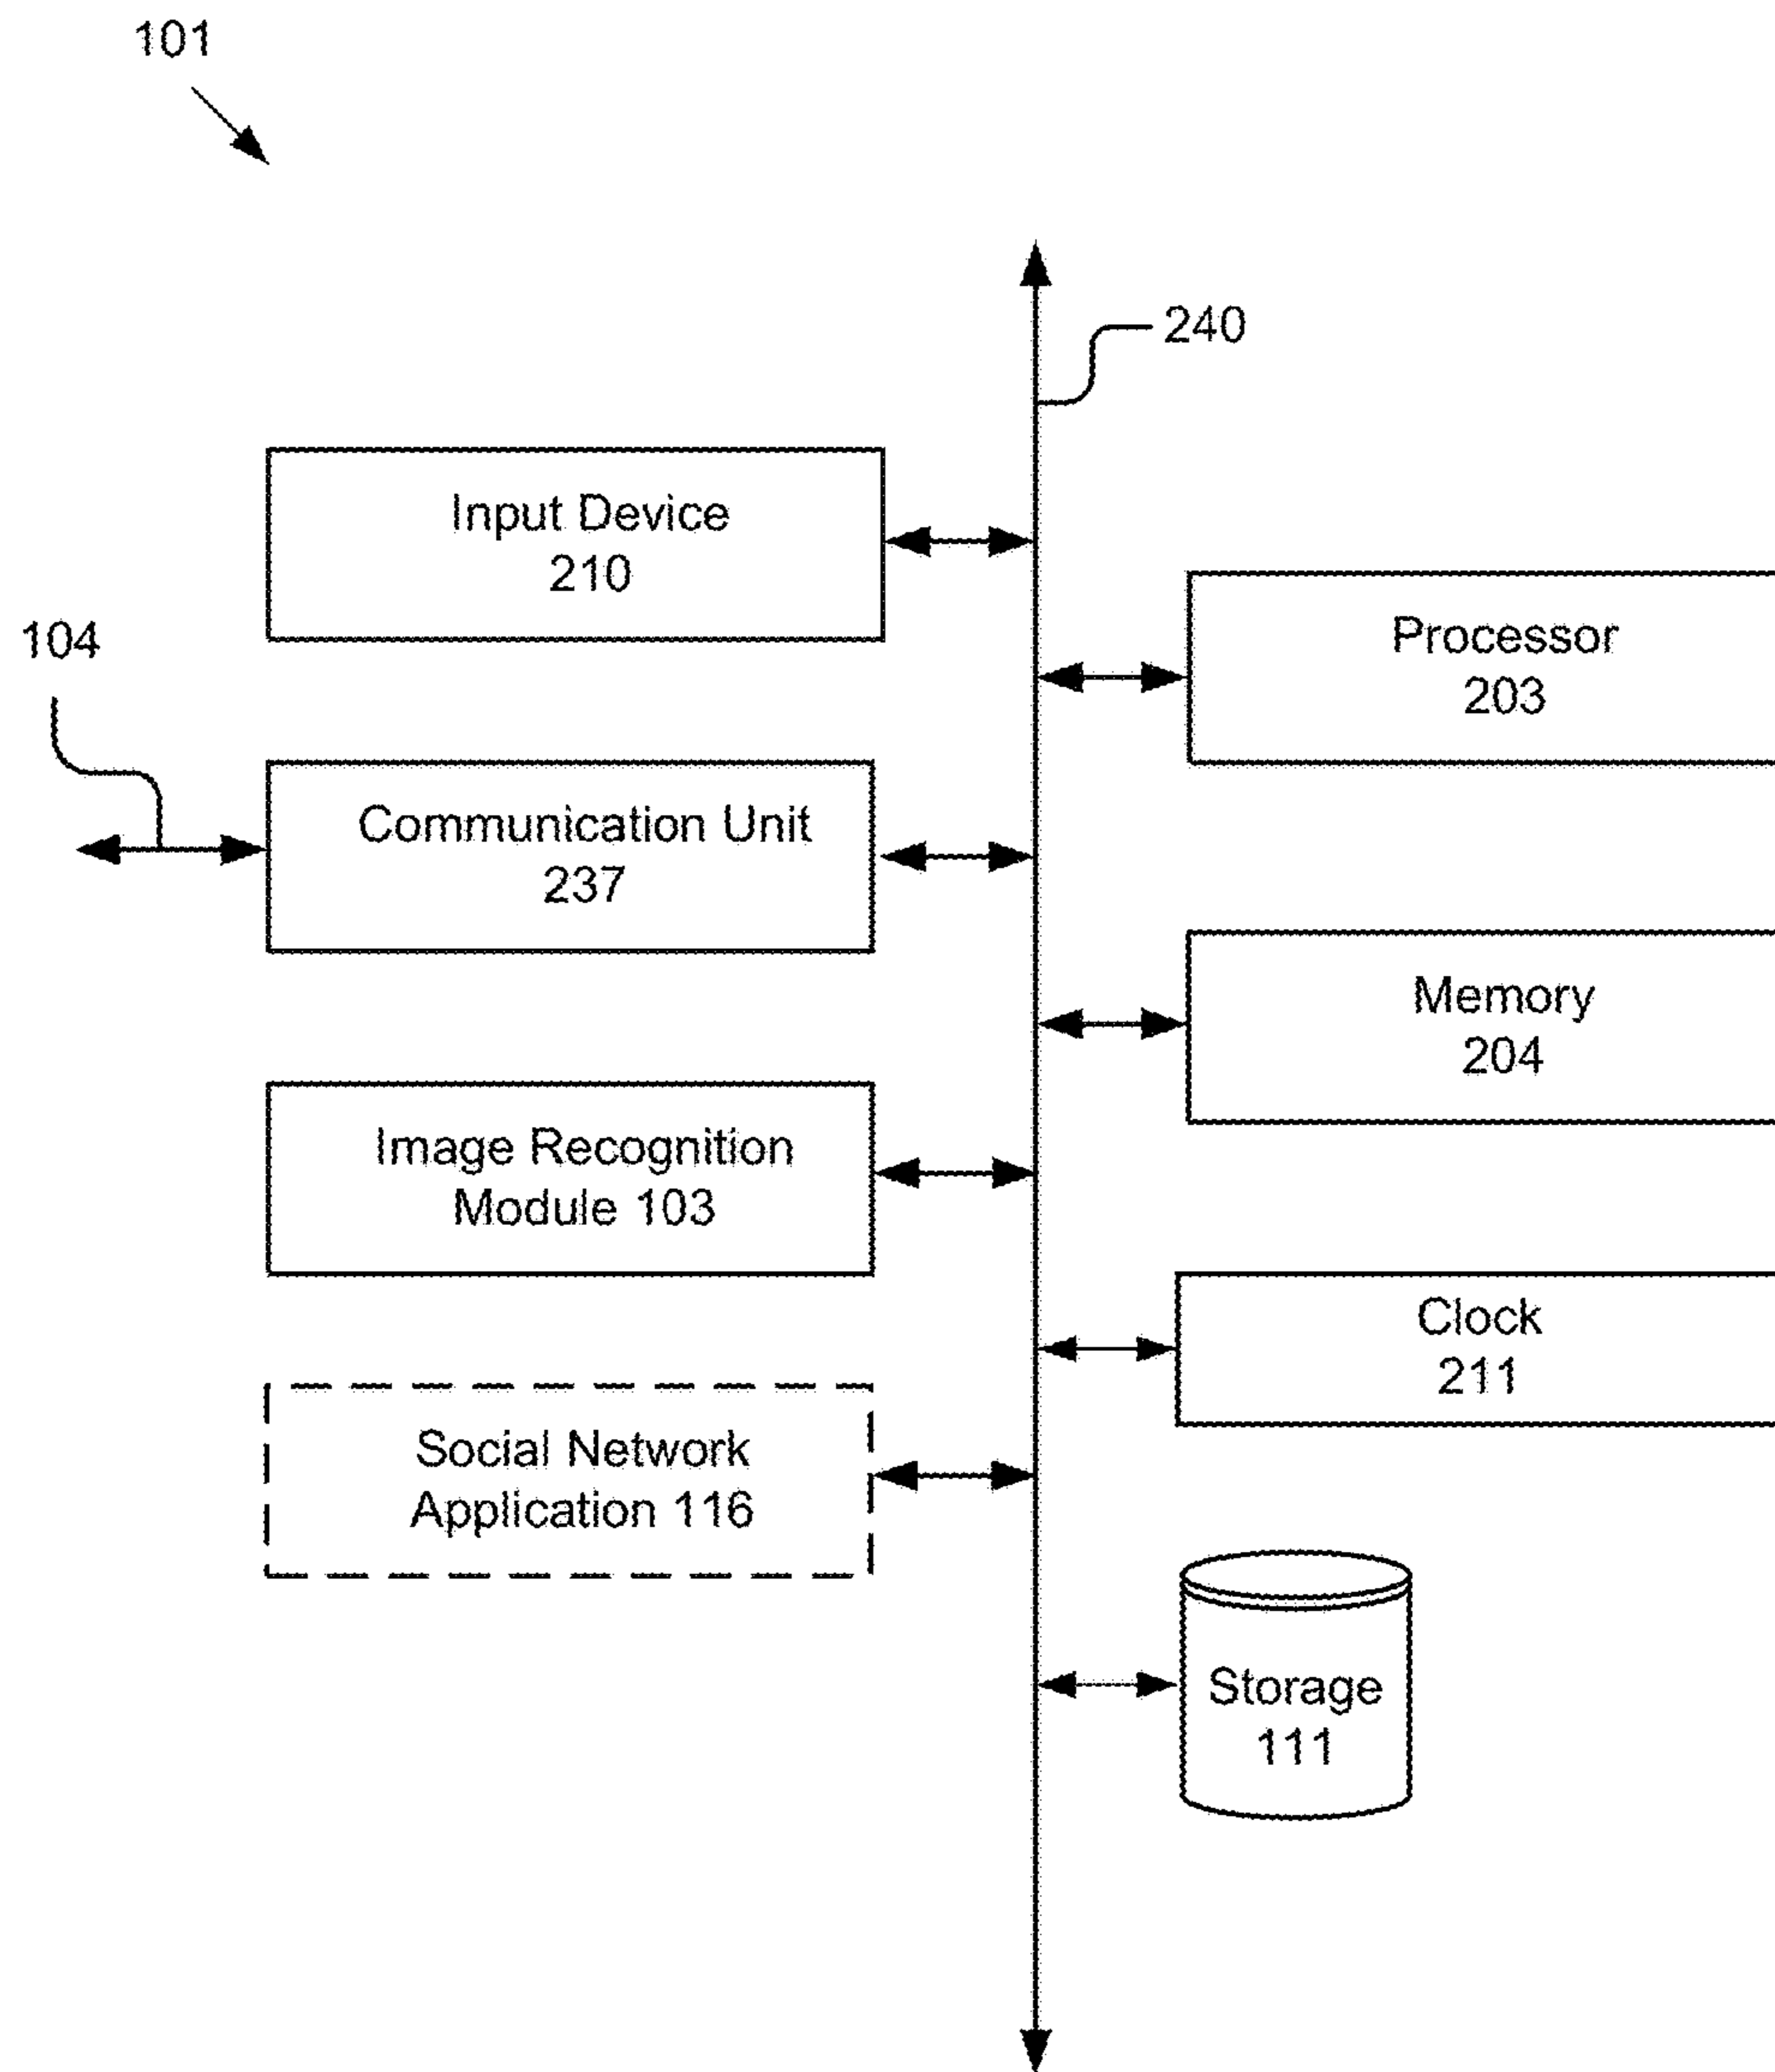 101
240
Input Device
210
Processor
203
104
Communication Unit
237
Memory
204
Image Recognition
Module 103
Clock
211
Social Network
Application 116
Storage
111